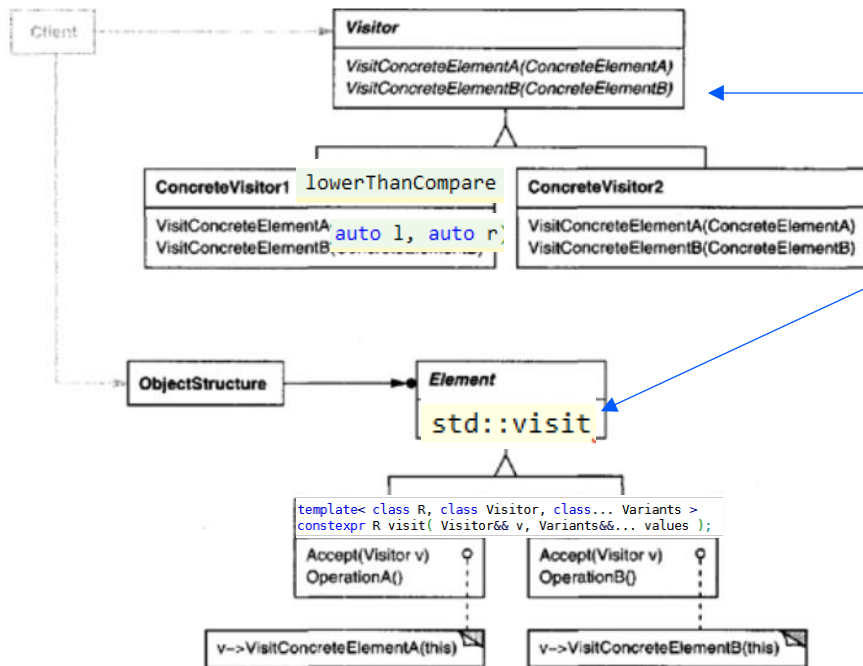 Client
Visitor
VisitConcreteElementA(ConcreteElementA)
VisitConcreteElementB(ConcreteElementB)
ConcreteVisitor1
lowerThanCompare
VisitConcreteElementA
auto l, auto r)
VisitConcreteElementB(
ConcreteVisitor2
VisitConcreteElementA(ConcreteElementA)
VisitConcreteElementB(ConcreteElementB)
ObjectStructure
Element
std::visit
template< class R, class Visitor, class... Variants >
constexpr R visit( Visitor&& v, Variants&&... values );
Accept(Visitor v)
OperationA()
Accept(Visitor v)
OperationB()
v–>VisitConcreteElementA(this)
v–>VisitConcreteElementB(this)